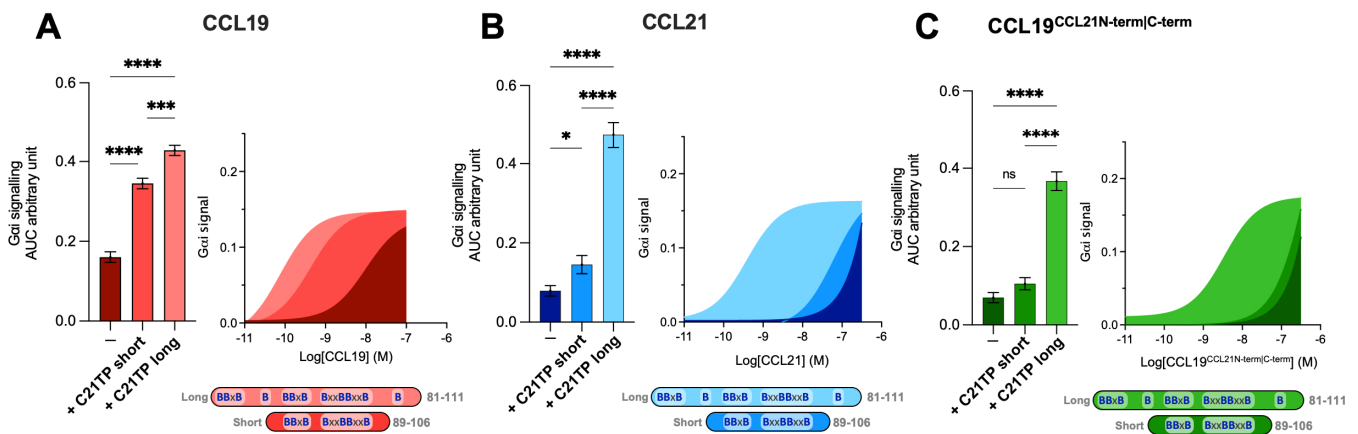 A
CCL19
****
****
***
Gαi signalling
AUC arbitrary unit
0.6
0.4
0.2
0.0
–
+ C21TP short
+ C21TP long
Gαi signal
0.2
0.1
0.0
-11
-10
-9
-8
-7
-6
Log[CCL19] (M)
Long
BBxB B BBxB BxxBBxxB B
81-111
Short
BBxB BxxBBxxB
89-106
B
CCL21
****
****
*
Gαi signalling
AUC arbitrary unit
0.6
0.4
0.2
0.0
–
+ C21TP short
+ C21TP long
Gαi signal
0.2
0.1
0.0
-11
-10
-9
-8
-7
-6
Log[CCL21] (M)
Long
BBxB B BBxB BxxBBxxB B
81-111
Short
BBxB BxxBBxxB
89-106
C
CCL19CCL21N-term|C-term
****
****
ns
Gαi signalling
AUC arbitrary unit
0.6
0.4
0.2
0.0
–
+ C21TP short
+ C21TP long
Gαi signal
0.2
0.1
0.0
-11
-10
-9
-8
-7
-6
Log[CCL19CCL21N-term|C-term] (M)
Long
BBxB B BBxB BxxBBxxB B
81-111
Short
BBxB BxxBBxxB
89-106